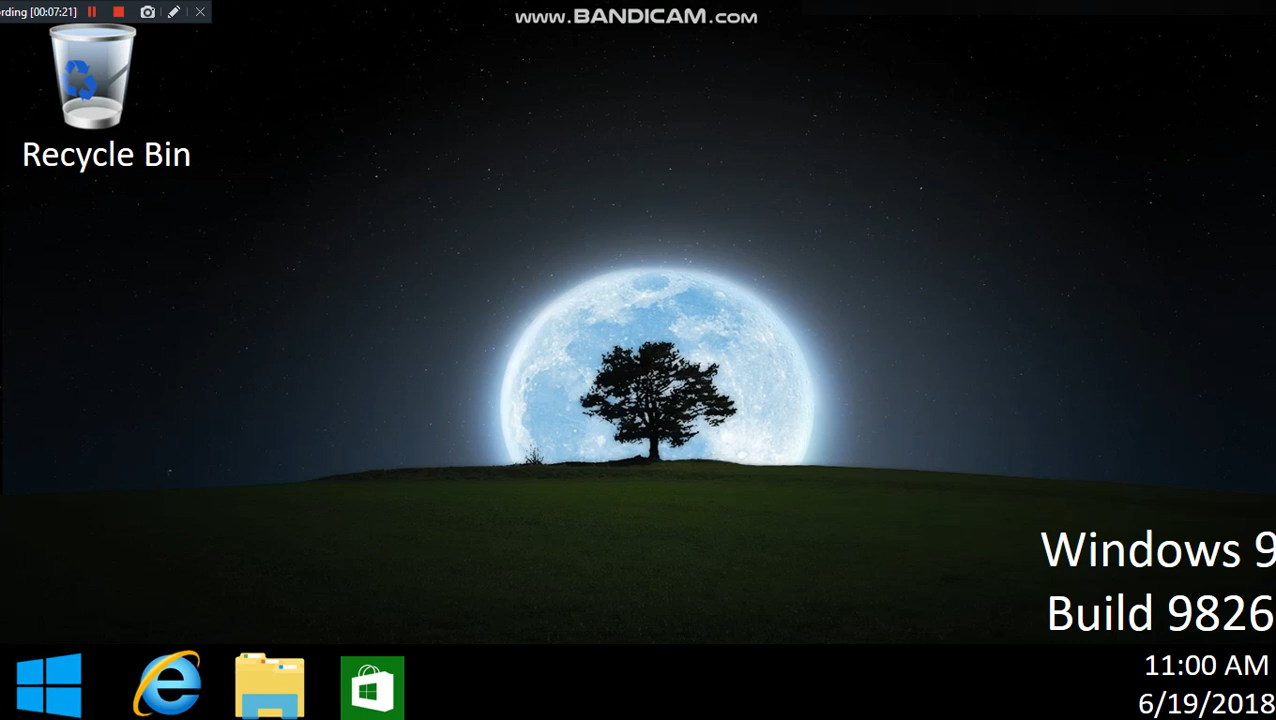 rding [00:07:21]
www.BANDICAM.com
Recycle Bin
Windows 9
Build 9826
11:00 AM
6/19/2018